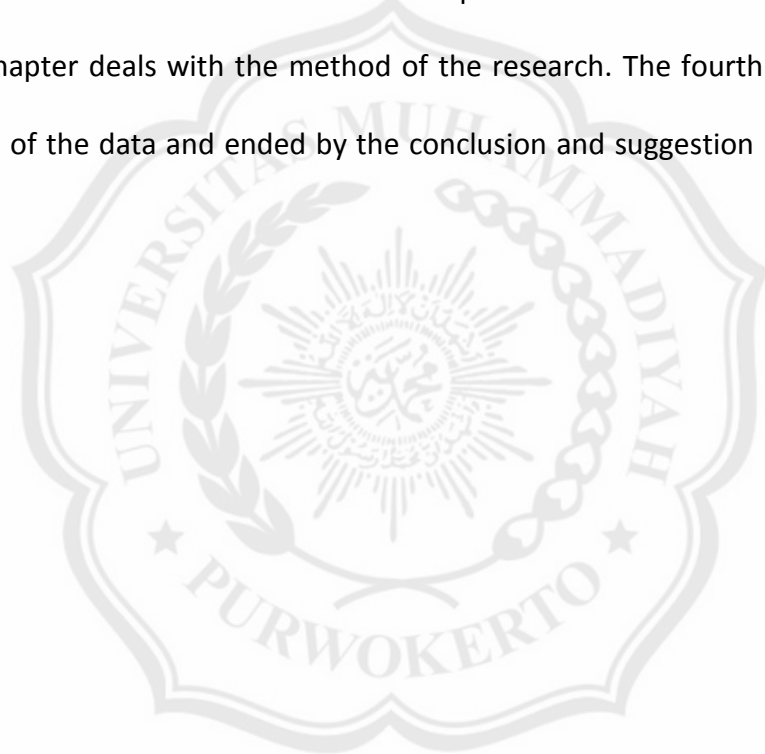 hapter deals with the method of the research. The fourth
of the data and ended by the conclusion and suggestion
UNIVERSITAS MUHAMMADIYAH
PURWOKERTO